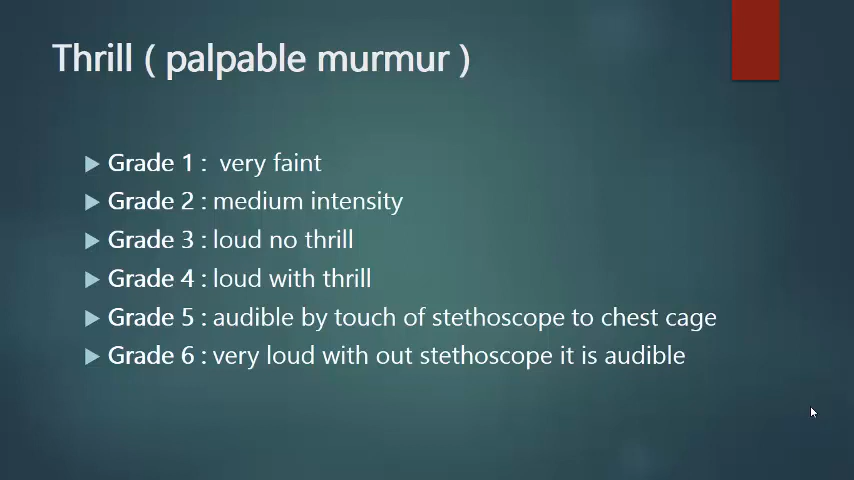 Thrill ( palpable murmur )
Grade 1 : very faint
Grade 2 : medium intensity
Grade 3 : loud no thrill
Grade 4 : loud with thrill
Grade 5 : audible by touch of stethoscope to chest cage
Grade 6 : very loud with out stethoscope it is audible